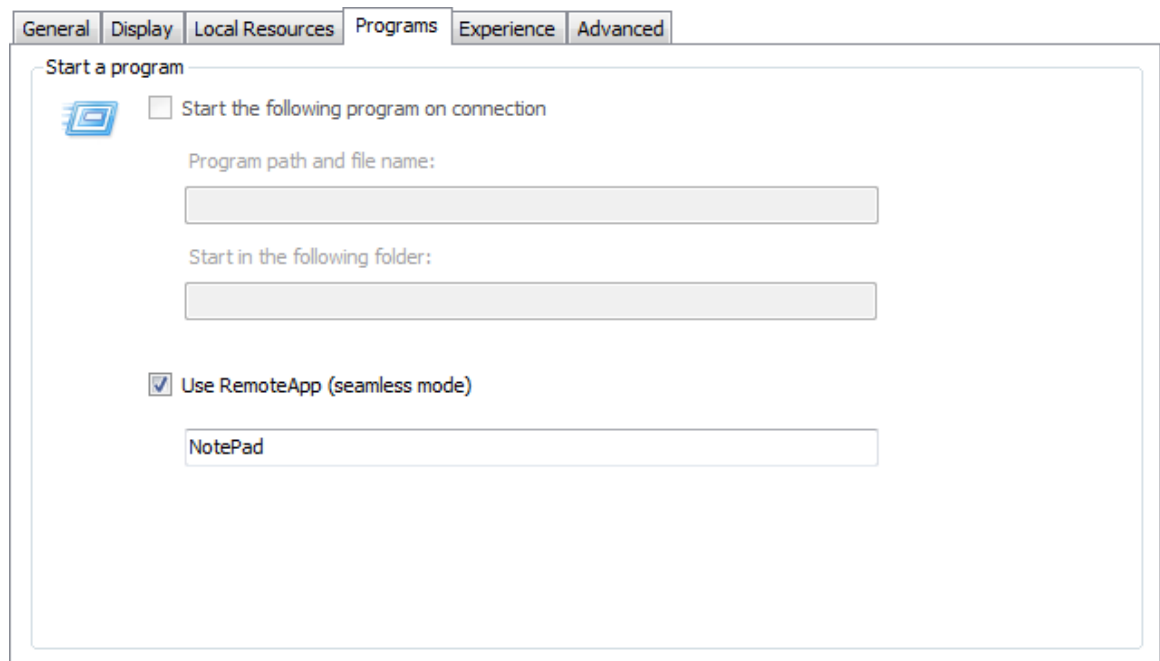 General Display Local Resources Programs Experience Advanced
Start a program
Start the following program on connection
Program path and file name:
Start in the following folder:
Use RemoteApp (seamless mode)
NotePad